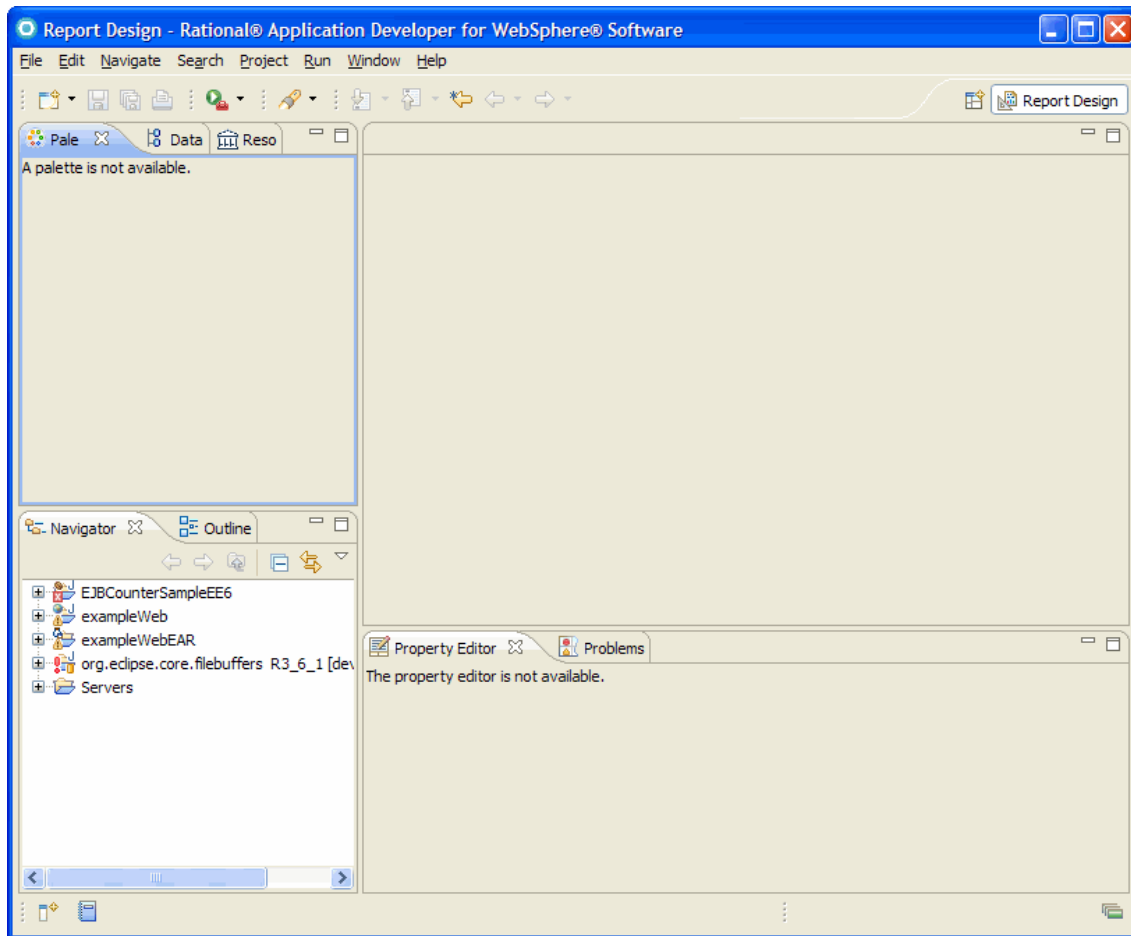 Report Design - Rational® Application Developer for WebSphere® Software
File Edit Navigate Search Project Run Window Help
Report Design
Pale Data Reso
A palette is not available.
Navigator Outline
EJBCounterSampleEE6
exampleWeb
exampleWebEAR
org.eclipse.core.filebuffers R3_6_1 [dev
Servers
Property Editor Problems
The property editor is not available.